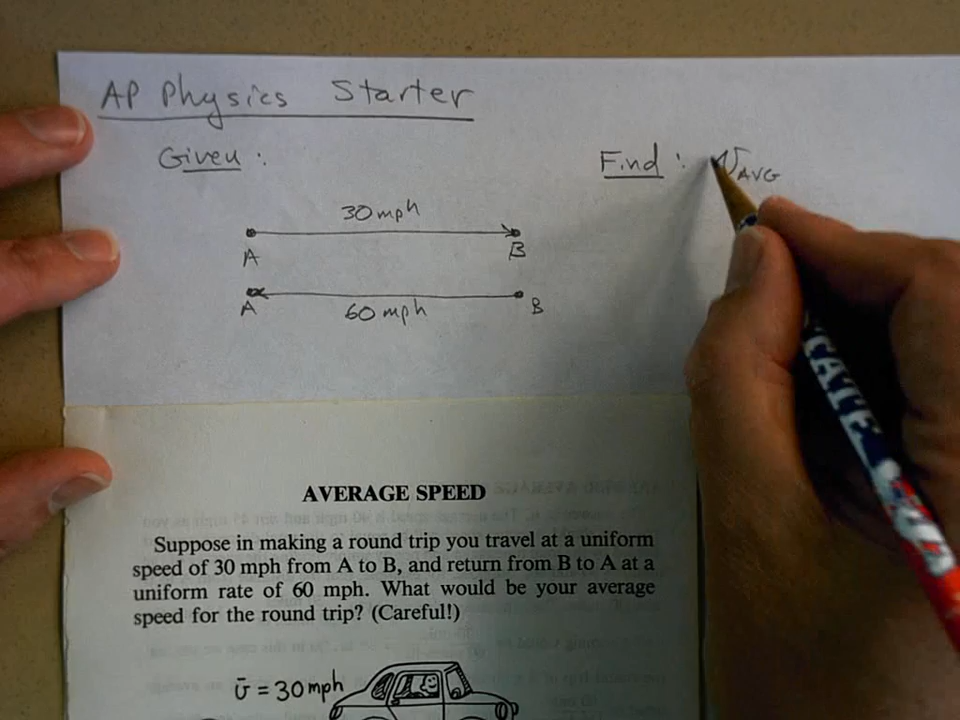 AP Physics Starter
Given :
Find : VAVG
30 mph
A B
A B
60 mph
AVERAGE SPEED
Suppose in making a round trip you travel at a uniform
speed of 30 mph from A to B, and return from B to A at a
uniform rate of 60 mph. What would be your average
speed for the round trip? (Careful!)
v̄ = 30 mph